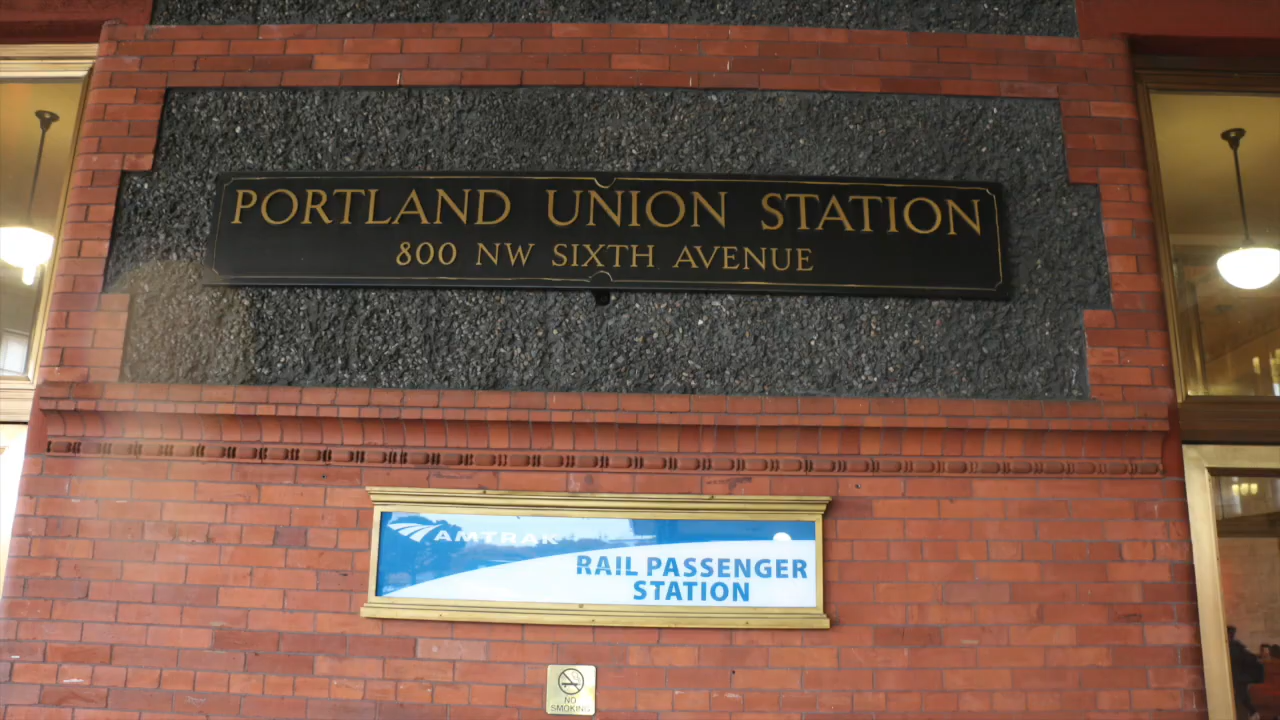 PORTLAND UNION STATION
800 NW SIXTH AVENUE
AMTRAK
RAIL PASSENGER
STATION
NO
SMOKING